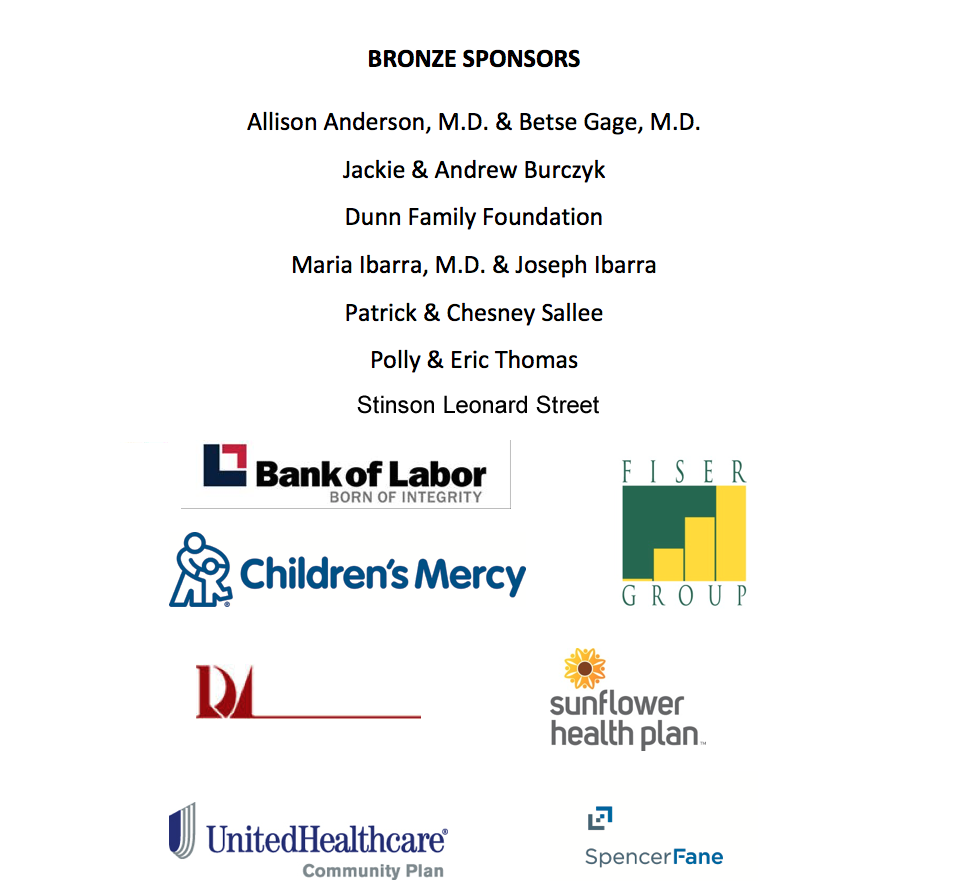 BRONZE SPONSORS
Allison Anderson, M.D. & Betse Gage, M.D.
Jackie & Andrew Burczyk
Dunn Family Foundation
Maria Ibarra, M.D. & Joseph Ibarra
Patrick & Chesney Sallee
Polly & Eric Thomas
Stinson Leonard Street
Bank of Labor
BORN OF INTEGRITY
FISER
GROUP
Children's Mercy®
sunflower
health plan™
UnitedHealthcare®
Community Plan
SpencerFane